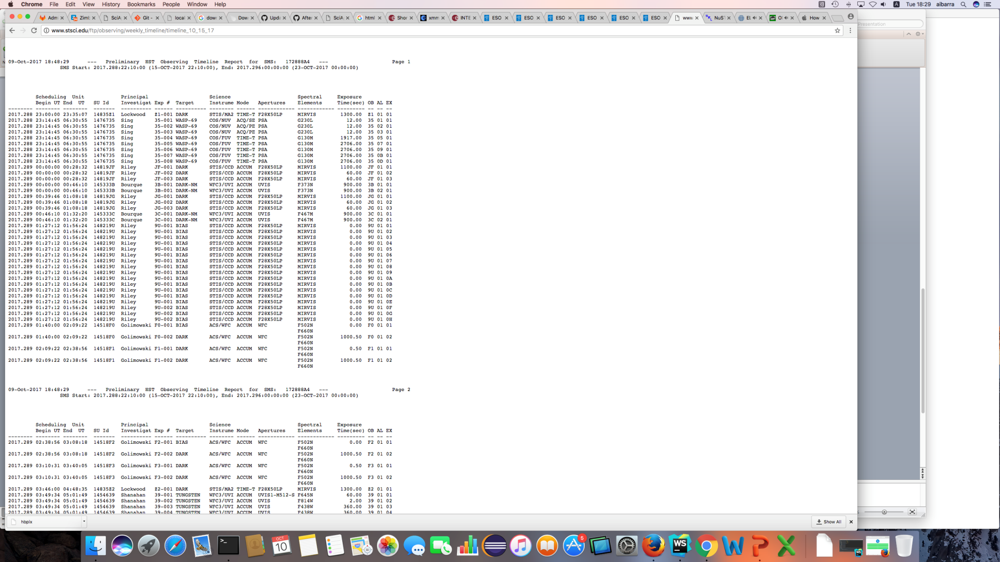 Chrome File Edit View History Bookmarks People Window Help Tue 18:29 aibarra
Adm Zimb SciA Git - local dow Dow Upda After SciA html Shor xmm INTE ESO ESO ESO ESO ESO ESO www NuS El Ol How
www.stsci.edu/ftp/observing/weekly_timeline/timeline_10_15_17
Presentation
09-Oct-2017 18:48:29 --- Preliminary HST Observing Timeline Report for SMS: 172888A4 --- Page 1
SMS Start: 2017.288:22:10:00 (15-OCT-2017 22:10:00), End: 2017.296:00:00:00 (23-OCT-2017 00:00:00)
Scheduling Unit Principal Science Spectral Exposure
Begin UT End UT SU Id Investigat Exp # Target Instrume Mode Apertures Elements Time(sec) OB AL EX
-------- -------- -------- ------- ---------- ------ ---------- -------- ------ ------------ ------------ --------- -- -- --
2017.288 23:00:00 23:35:07 14835Z1 Lockwood Z1-001 DARK STIS/MA2 TIME-T F28X50LP MIRVIS 1300.00 Z1 01 01
2017.288 23:14:45 06:30:55 1476735 Sing 35-001 WASP-69 COS/NUV ACQ/SE PSA G230L 12.00 35 01 01
2017.288 23:14:45 06:30:55 1476735 Sing 35-002 WASP-69 COS/NUV ACQ/PE PSA G230L 12.00 35 02 01
2017.288 23:14:45 06:30:55 1476735 Sing 35-003 WASP-69 COS/NUV ACQ/PE PSA G230L 12.00 35 03 01
2017.288 23:14:45 06:30:55 1476735 Sing 35-004 WASP-69 COS/FUV TIME-T PSA G130M 1917.00 35 05 01
2017.288 23:14:45 06:30:55 1476735 Sing 35-005 WASP-69 COS/FUV TIME-T PSA G130M 2706.00 35 07 01
2017.288 23:14:45 06:30:55 1476735 Sing 35-006 WASP-69 COS/FUV TIME-T PSA G130M 2706.00 35 09 01
2017.288 23:14:45 06:30:55 1476735 Sing 35-007 WASP-69 COS/FUV TIME-T PSA G130M 2706.00 35 0B 01
2017.288 23:14:45 06:30:55 1476735 Sing 35-008 WASP-69 COS/FUV TIME-T PSA G130M 2706.00 35 0D 01
2017.289 00:00:00 00:28:32 14819JF Riley JF-001 DARK STIS/CCD ACCUM F28X50LP MIRVIS 1100.00 JF 01 01
2017.289 00:00:00 00:28:32 14819JF Riley JF-002 DARK STIS/CCD ACCUM F28X50LP MIRVIS 60.00 JF 01 02
2017.289 00:00:00 00:28:32 14819JF Riley JF-003 DARK STIS/CCD ACCUM F28X50LP MIRVIS 60.00 JF 01 03
2017.289 00:00:00 00:46:10 145333B Bourque 3B-001 DARK-NM WFC3/UVI ACCUM UVIS F373N 900.00 3B 01 01
2017.289 00:00:00 00:46:10 145333B Bourque 3B-001 DARK-NM WFC3/UVI ACCUM UVIS F373N 900.00 3B 02 01
2017.289 00:39:46 01:08:18 14819JG Riley JG-001 DARK STIS/CCD ACCUM F28X50LP MIRVIS 1100.00 JG 01 01
2017.289 00:39:46 01:08:18 14819JG Riley JG-002 DARK STIS/CCD ACCUM F28X50LP MIRVIS 60.00 JG 01 02
2017.289 00:39:46 01:08:18 14819JG Riley JG-003 DARK STIS/CCD ACCUM F28X50LP MIRVIS 60.00 JG 01 03
2017.289 00:46:10 01:32:20 145333C Bourque 3C-001 DARK-NM WFC3/UVI ACCUM UVIS F467M 900.00 3C 01 01
2017.289 00:46:10 01:32:20 145333C Bourque 3C-001 DARK-NM WFC3/UVI ACCUM UVIS F467M 900.00 3C 02 01
2017.289 01:27:12 01:56:24 148219U Riley 9U-001 BIAS STIS/CCD ACCUM F28X50LP MIRVIS 0.00 9U 01 01
2017.289 01:27:12 01:56:24 148219U Riley 9U-001 BIAS STIS/CCD ACCUM F28X50LP MIRVIS 0.00 9U 01 02
2017.289 01:27:12 01:56:24 148219U Riley 9U-001 BIAS STIS/CCD ACCUM F28X50LP MIRVIS 0.00 9U 01 03
2017.289 01:27:12 01:56:24 148219U Riley 9U-001 BIAS STIS/CCD ACCUM F28X50LP MIRVIS 0.00 9U 01 04
2017.289 01:27:12 01:56:24 148219U Riley 9U-001 BIAS STIS/CCD ACCUM F28X50LP MIRVIS 0.00 9U 01 05
2017.289 01:27:12 01:56:24 148219U Riley 9U-001 BIAS STIS/CCD ACCUM F28X50LP MIRVIS 0.00 9U 01 06
2017.289 01:27:12 01:56:24 148219U Riley 9U-001 BIAS STIS/CCD ACCUM F28X50LP MIRVIS 0.00 9U 01 07
2017.289 01:27:12 01:56:24 148219U Riley 9U-001 BIAS STIS/CCD ACCUM F28X50LP MIRVIS 0.00 9U 01 08
2017.289 01:27:12 01:56:24 148219U Riley 9U-001 BIAS STIS/CCD ACCUM F28X50LP MIRVIS 0.00 9U 01 09
2017.289 01:27:12 01:56:24 148219U Riley 9U-001 BIAS STIS/CCD ACCUM F28X50LP MIRVIS 0.00 9U 01 0A
2017.289 01:27:12 01:56:24 148219U Riley 9U-001 BIAS STIS/CCD ACCUM F28X50LP MIRVIS 0.00 9U 01 0B
2017.289 01:27:12 01:56:24 148219U Riley 9U-001 BIAS STIS/CCD ACCUM F28X50LP MIRVIS 0.00 9U 01 0C
2017.289 01:27:12 01:56:24 148219U Riley 9U-001 BIAS STIS/CCD ACCUM F28X50LP MIRVIS 0.00 9U 01 0D
2017.289 01:27:12 01:56:24 148219U Riley 9U-001 BIAS STIS/CCD ACCUM F28X50LP MIRVIS 0.00 9U 01 0E
2017.289 01:27:12 01:56:24 148219U Riley 9U-002 BIAS STIS/CCD ACCUM F28X50LP MIRVIS 0.00 9U 01 0F
2017.289 01:27:12 01:56:24 148219U Riley 9U-002 BIAS STIS/CCD ACCUM F28X50LP MIRVIS 0.00 9U 01 0G
2017.289 01:27:12 01:56:24 148219U Riley 9U-002 BIAS STIS/CCD ACCUM F28X50LP MIRVIS 0.00 9U 01 0H
2017.289 01:40:00 02:09:22 14518F0 Golimowski F0-001 BIAS ACS/WFC ACCUM WFC F502N 0.00 F0 01 01
F660N
2017.289 01:40:00 02:09:22 14518F0 Golimowski F0-002 DARK ACS/WFC ACCUM WFC F502N 1000.50 F0 01 02
F660N
2017.289 02:09:22 02:38:56 14518F1 Golimowski F1-001 DARK ACS/WFC ACCUM WFC F502N 0.50 F1 01 01
F660N
2017.289 02:09:22 02:38:56 14518F1 Golimowski F1-002 DARK ACS/WFC ACCUM WFC F502N 1000.50 F1 01 02
F660N
09-Oct-2017 18:48:29 --- Preliminary HST Observing Timeline Report for SMS: 172888A4 --- Page 2
SMS Start: 2017.288:22:10:00 (15-OCT-2017 22:10:00), End: 2017.296:00:00:00 (23-OCT-2017 00:00:00)
Scheduling Unit Principal Science Spectral Exposure
Begin UT End UT SU Id Investigat Exp # Target Instrume Mode Apertures Elements Time(sec) OB AL EX
-------- -------- -------- ------- ---------- ------ ---------- -------- ------ ------------ ------------ --------- -- -- --
2017.289 02:38:56 03:08:18 14518F2 Golimowski F2-001 BIAS ACS/WFC ACCUM WFC F502N 0.00 F2 01 01
F660N
2017.289 02:38:56 03:08:18 14518F2 Golimowski F2-002 DARK ACS/WFC ACCUM WFC F502N 1000.50 F2 01 02
F660N
2017.289 03:10:31 03:40:05 14518F3 Golimowski F3-001 DARK ACS/WFC ACCUM WFC F502N 0.50 F3 01 01
F660N
2017.289 03:10:31 03:40:05 14518F3 Golimowski F3-002 DARK ACS/WFC ACCUM WFC F502N 1000.50 F3 01 02
F660N
2017.289 03:46:00 04:48:35 14835Z2 Lockwood Z2-001 DARK STIS/MA2 TIME-T F28X50LP MIRVIS 1300.00 Z2 01 01
2017.289 03:49:34 05:01:49 1454639 Shanahan 39-001 TUNGSTEN WFC3/UVI ACCUM UVIS1-M512-S F645N 60.00 39 01 01
2017.289 03:49:34 05:01:49 1454639 Shanahan 39-002 TUNGSTEN WFC3/UVI ACCUM UVIS F814W 2.00 39 01 02
2017.289 03:49:34 05:01:49 1454639 Shanahan 39-003 TUNGSTEN WFC3/UVI ACCUM UVIS F438W 360.00 39 01 03
2017.289 03:49:34 05:01:49 1454639 Shanahan 39-004 TUNGSTEN WFC3/UVI ACCUM UVIS F438W 360.00 39 01 04
hbpix Show All
OCT
10
5
WS